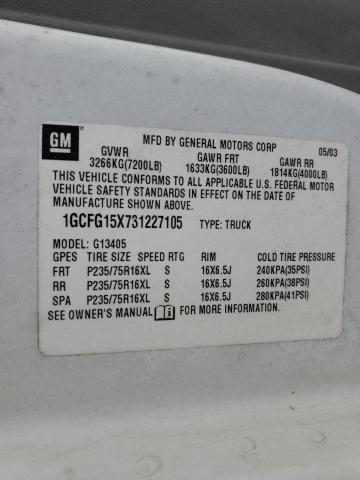 GM
MFD BY GENERAL MOTORS CORP 05/03
GVWR GAWR FRT GAWR RR
3266KG(7200LB) 1633KG(3600LB) 1814KG(4000LB)
THIS VEHICLE CONFORMS TO ALL APPLICABLE U.S. FEDERAL MOTOR
VEHICLE SAFETY STANDARDS IN EFFECT ON THE DATE OF
MANUFACTURE SHOWN ABOVE.
1GCFG15X731227105 TYPE: TRUCK
MODEL: G13405
GPES TIRE SIZE SPEED RTG RIM COLD TIRE PRESSURE
FRT P235/75R16XL S 16X6.5J 240KPA(35PSI)
RR P235/75R16XL S 16X6.5J 260KPA(38PSI)
SPA P235/75R16XL S 16X6.5J 280KPA(41PSI)
SEE OWNER'S MANUAL FOR MORE INFORMATION.